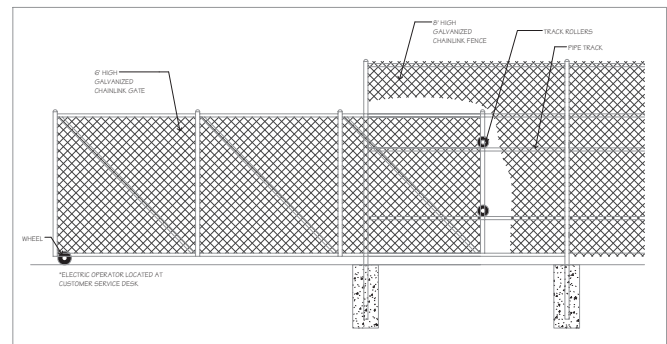 8' HIGH
GALVANIZED
CHAINLINK FENCE
TRACK ROLLERS
PIPE TRACK
6' HIGH
GALVANIZED
CHAINLINK GATE
WHEEL
*ELECTRIC OPERATOR LOCATED AT
CUSTOMER SERVICE DESK